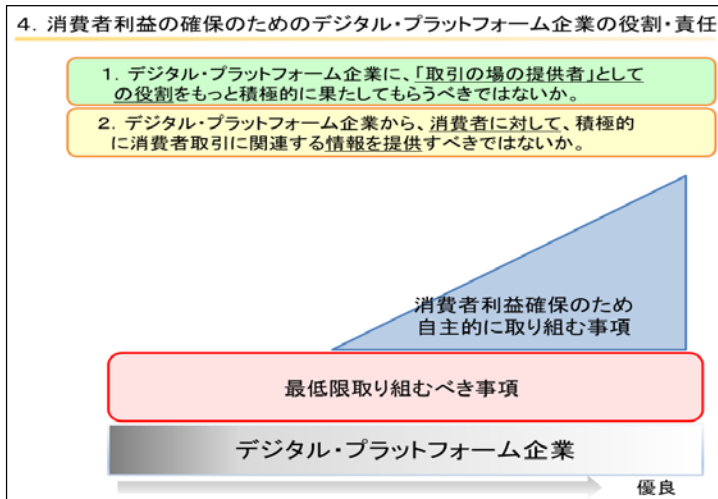 4．消費者利益の確保のためのデジタル・プラットフォーム企業の役割・責任
1．デジタル・プラットフォーム企業に、「取引の場の提供者」として
の役割をもっと積極的に果たしてもらうべきではないか。
2．デジタル・プラットフォーム企業から、消費者に対して、積極的
に消費者取引に関連する情報を提供すべきではないか。
消費者利益確保のため
自主的に取り組む事項
最低限取り組むべき事項
デジタル・プラットフォーム企業
優良